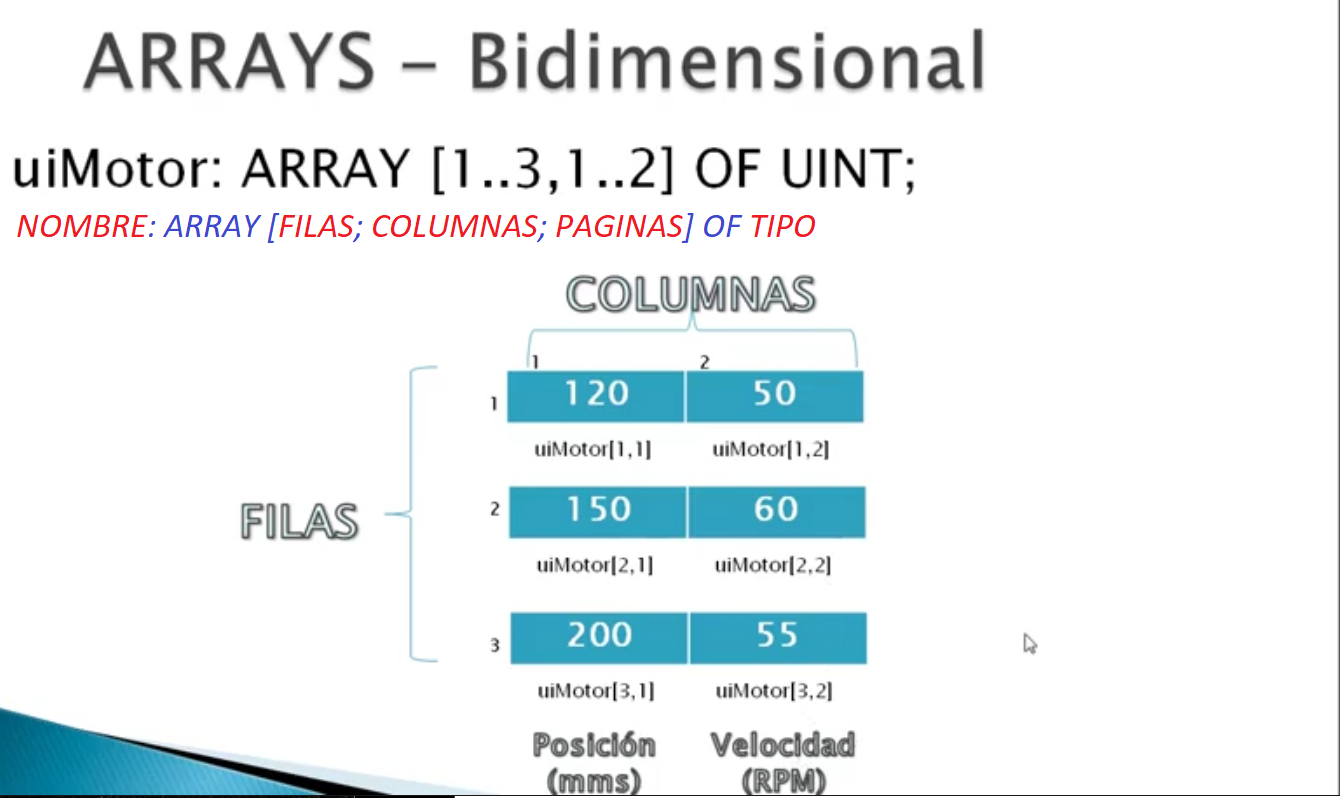 ARRAYS – Bidimensional
uiMotor: ARRAY [1..3,1..2] OF UINT;
NOMBRE: ARRAY [FILAS; COLUMNAS; PAGINAS] OF TIPO
COLUMNAS
1 2
1 120 50
uiMotor[1,1] uiMotor[1,2]
FILAS
2 150 60
uiMotor[2,1] uiMotor[2,2]
3 200 55
uiMotor[3,1] uiMotor[3,2]
Posición Velocidad
(mms) (RPM)